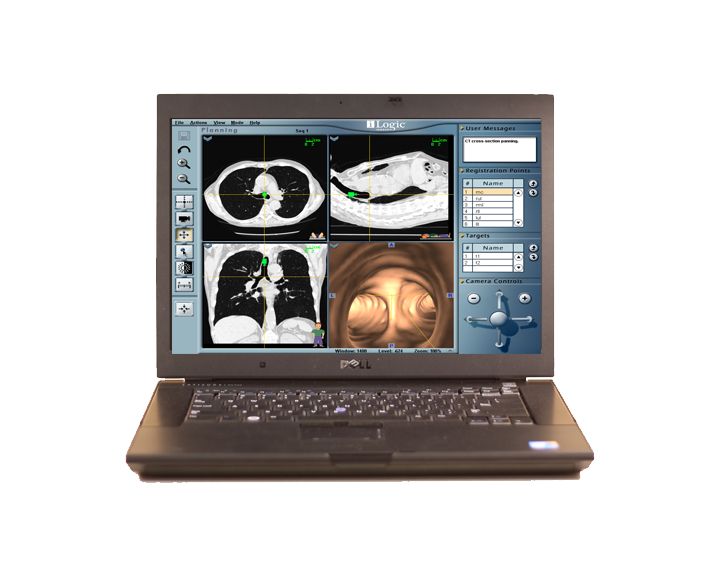 File Actions View Mode Help
Planning
Seq 1
i Logic
User Messages
CT cross-section panning.
Registration Points
# Name
1 mc
2 rul
3 rml
4 rll
5 lul
6 lll
Targets
# Name
1 t1
2 t2
Camera Controls
A
L R
Window: 1400 Level: -624 Zoom: 100%
DELL